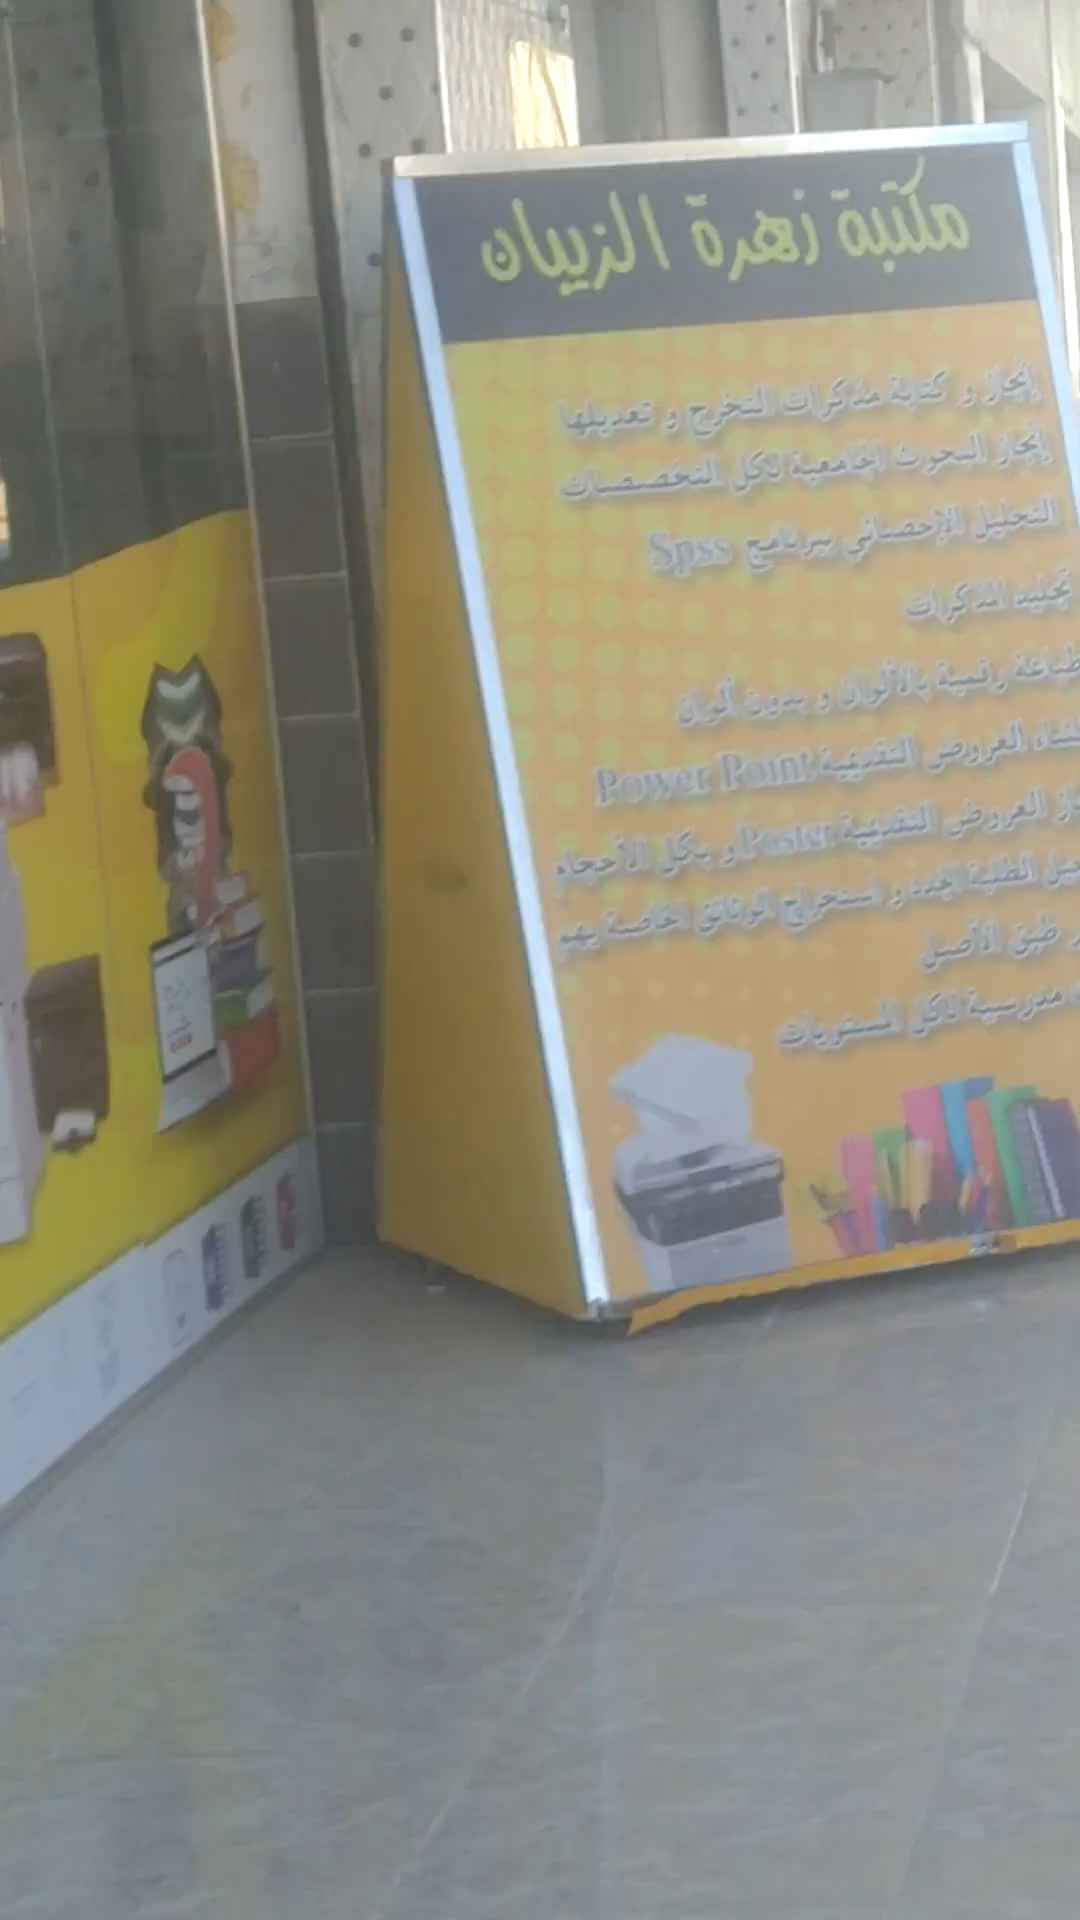 مكتبة زهرة الزيبان
إنجاز و كتابة مذكرات التخرج و تعديلها
إنجاز البحوث الجامعية لكل التخصصات
التحليل الإحصائي ببرنامج Spss
تجليد المذكرات
طباعة رقمية بالألوان و بدون ألوان
العروض التقديمية Power Point
العروض التقديمية Poster و بكل الأحجام
الطلبة الجدد و استخراج الوثائق الخاصة بهم
طبق الأصل
مدرسية لكل المستويات